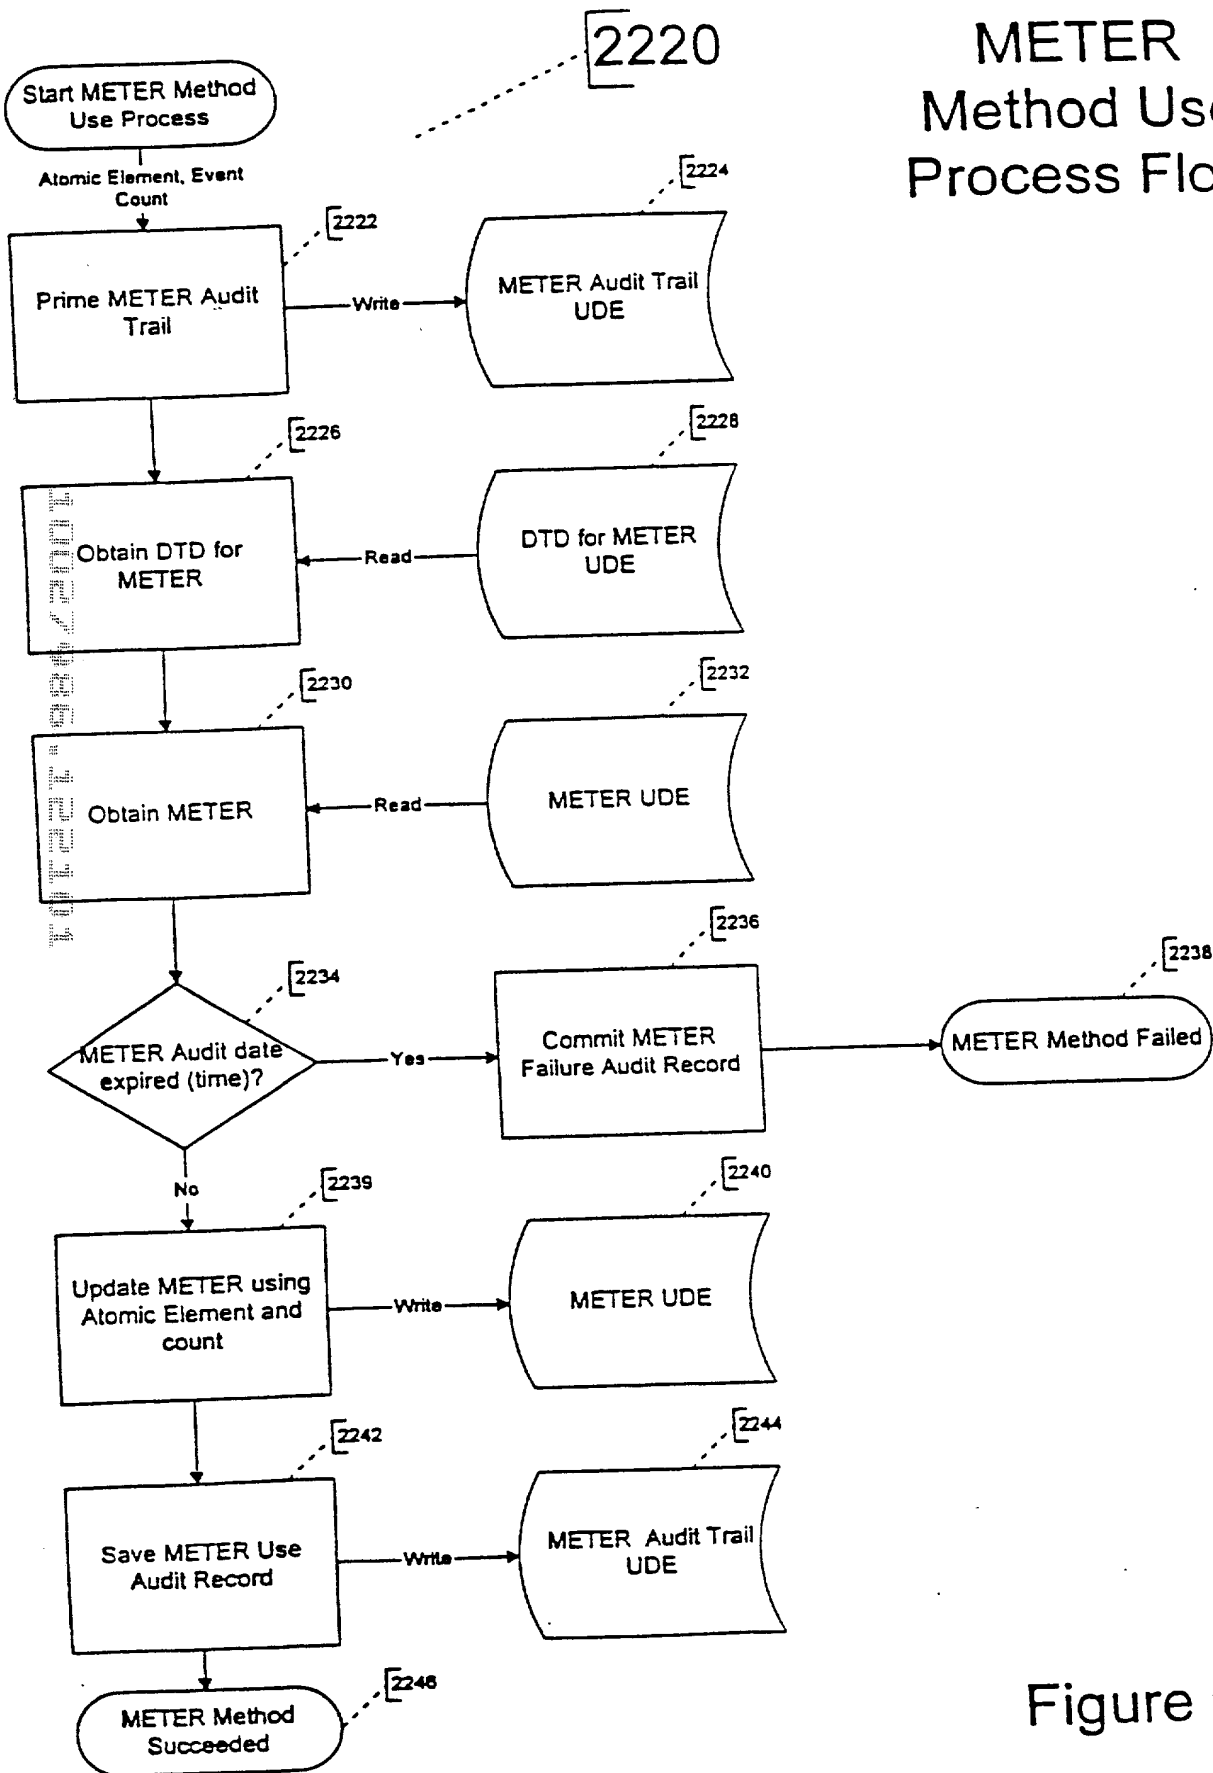 2220
METER
Method Use
Process Flo
Start METER Method
Use Process
Atomic Element, Event
Count
2222
2224
Prime METER Audit
Trail
Write
METER Audit Trail
UDE
2226
2228
Obtain DTD for
METER
Read
DTD for METER
UDE
2230
2232
Obtain METER
Read
METER UDE
2234
2236
2238
METER Audit date
expired (time)?
Yes
Commit METER
Failure Audit Record
METER Method Failed
No
2239
2240
Update METER using
Atomic Element and
count
Write
METER UDE
2242
2244
Save METER Use
Audit Record
Write
METER Audit Trail
UDE
2246
METER Method
Succeeded
Figure